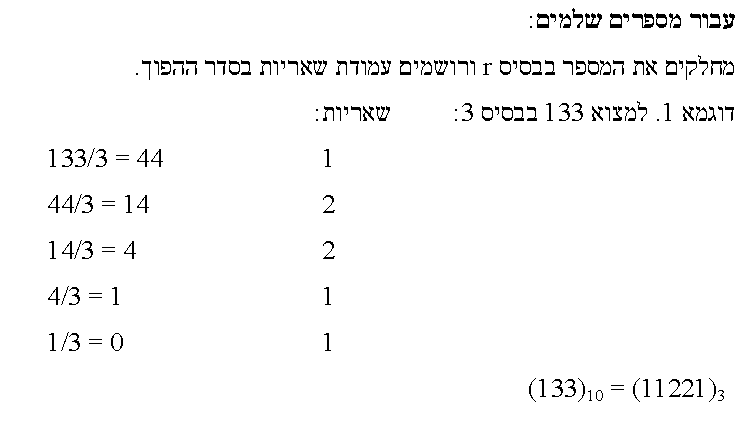 עבור מספרים שלמים:
מחלקים את המספר בבסיס r ורושמים עמודת שאריות בסדר ההפוך.
דוגמא 1. למצוא 133 בבסיס 3: שאריות:
133/3 = 44 1
44/3 = 14 2
14/3 = 4 2
4/3 = 1 1
1/3 = 0 1
(133)₁₀ = (11221)₃